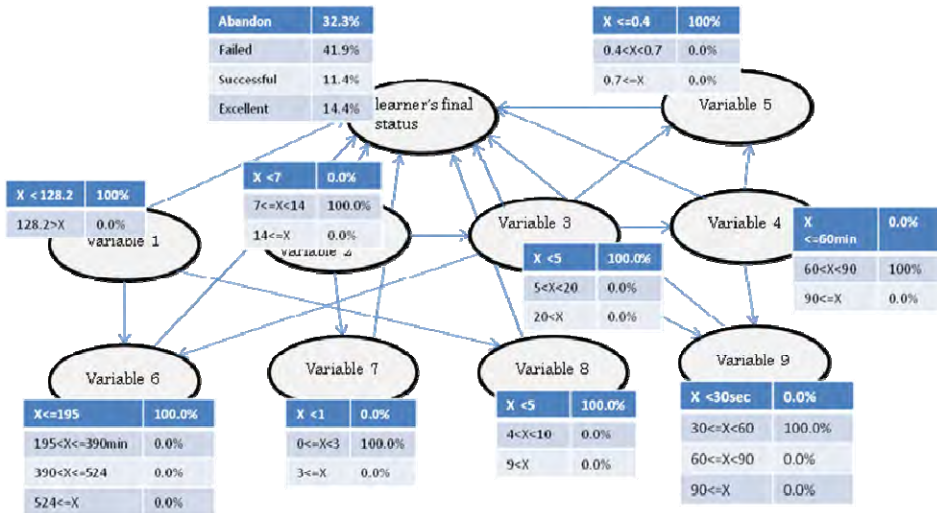 Abandon 32.3%
Failed 41.9%
Successful 11.4%
Excellent 14.4%
X <=0.4 100%
0.4<X<0.7 0.0%
0.7<=X 0.0%
learner's final
status
Variable 5
X <128.2 100%
128.2>X 0.0%
Variable 1
X <7 0.0%
7<=X<14 100.0%
14<=X 0.0%
Variable 2
Variable 3
X <5 100.0%
5<X<20 0.0%
20<X 0.0%
Variable 4
X
<=60min 0.0%
60<X<90 100%
90<=X 0.0%
Variable 6
X<=195 100.0%
195<X<=390min 0.0%
390<X<=524 0.0%
524<=X 0.0%
Variable 7
X <1 0.0%
0<=X<3 100.0%
3<=X 0.0%
Variable 8
X <5 100.0%
4<X<10 0.0%
9<X 0.0%
Variable 9
X <30sec 0.0%
30<=X<60 100.0%
60<=X<90 0.0%
90<=X 0.0%